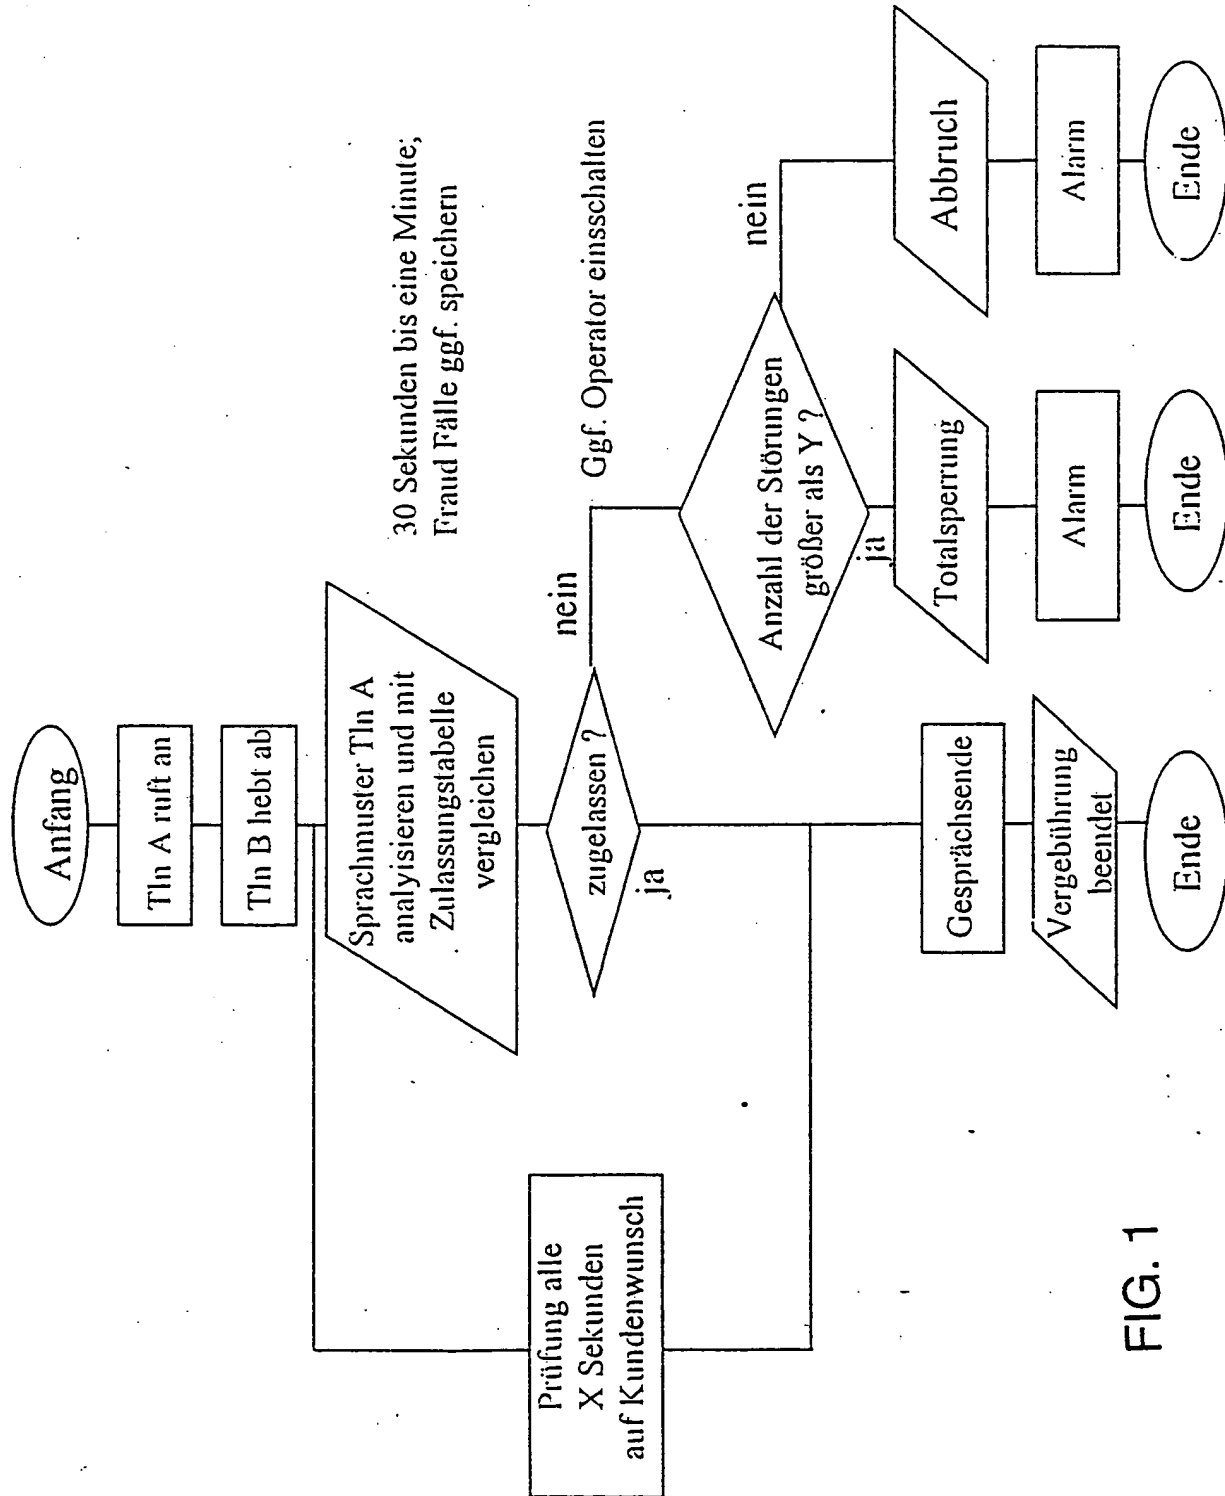 Anfang
Tln A ruft an
Tln B hebt ab
Sprachmuster Tln A
analyisieren und mit
Zulassungstabelle
vergleichen
30 Sekunden bis eine Minute;
Fraud Fälle ggf. speichern
zugelassen ?
nein
ja
Ggf. Operator einsschalten
Prüfung alle
X Sekunden
auf Kundenwunsch
Anzahl der Störungen
größer als Y ?
nein
ja
Gesprächsende
Vergebührung
beendet
Ende
Totalsperrung
Alarm
Ende
Abbruch
Alarm
Ende
FIG. 1